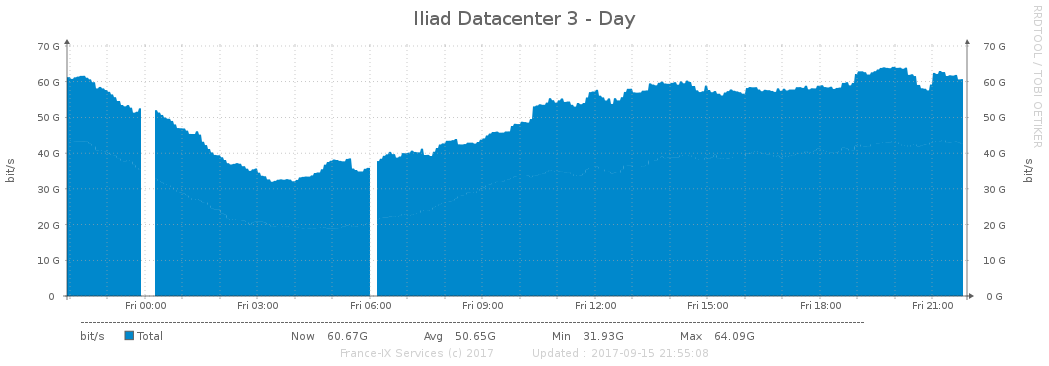 Iliad Datacenter 3 - Day
RRDTOOL / TOBI OETIKER
70 G 70 G
60 G 60 G
50 G 50 G
40 G 40 G
30 G 30 G
20 G 20 G
10 G 10 G
0 0 G
bit/s bit/s
Fri 00:00 Fri 03:00 Fri 06:00 Fri 09:00 Fri 12:00 Fri 15:00 Fri 18:00 Fri 21:00
bit/s Total Now 60.67G Avg 50.65G Min 31.93G Max 64.09G
France-IX Services (c) 2017 Updated : 2017-09-15 21:55:08